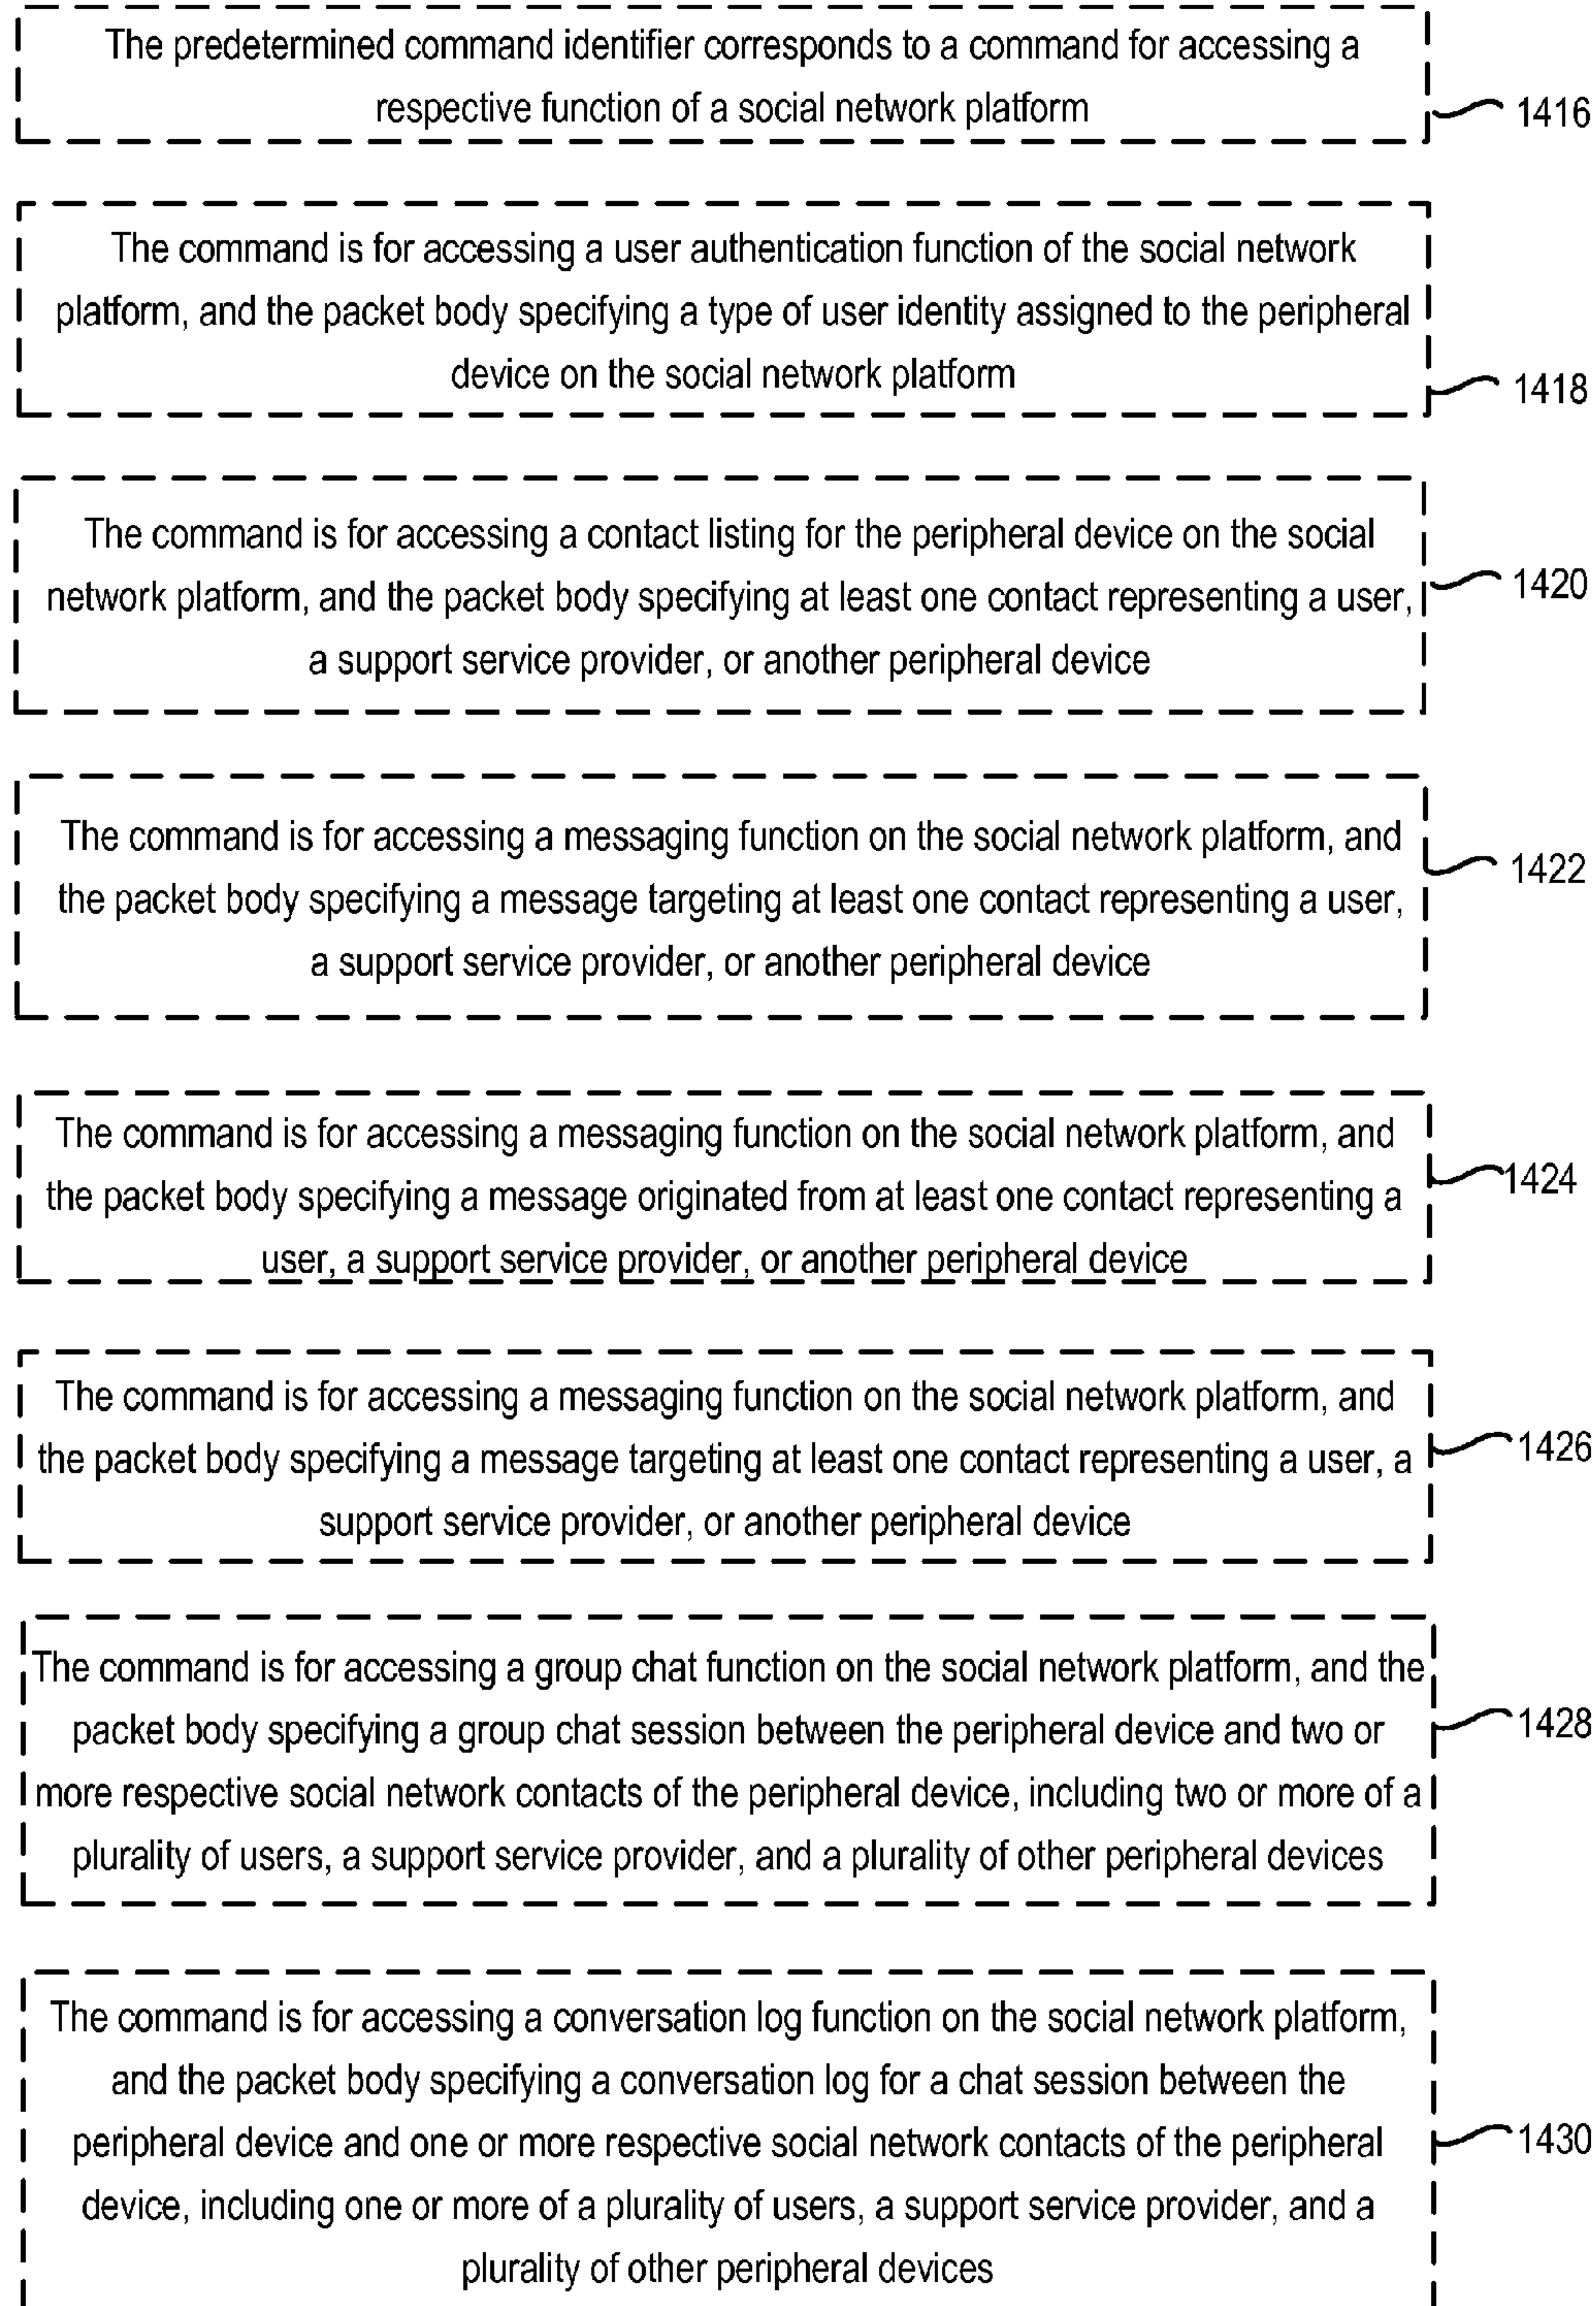 The predetermined command identifier corresponds to a command for accessing a
respective function of a social network platform
1416
The command is for accessing a user authentication function of the social network
platform, and the packet body specifying a type of user identity assigned to the peripheral
device on the social network platform
1418
The command is for accessing a contact listing for the peripheral device on the social
network platform, and the packet body specifying at least one contact representing a user,
a support service provider, or another peripheral device
1420
The command is for accessing a messaging function on the social network platform, and
the packet body specifying a message targeting at least one contact representing a user,
a support service provider, or another peripheral device
1422
The command is for accessing a messaging function on the social network platform, and
the packet body specifying a message originated from at least one contact representing a
user, a support service provider, or another peripheral device
1424
The command is for accessing a messaging function on the social network platform, and
the packet body specifying a message targeting at least one contact representing a user, a
support service provider, or another peripheral device
1426
The command is for accessing a group chat function on the social network platform, and the
packet body specifying a group chat session between the peripheral device and two or
more respective social network contacts of the peripheral device, including two or more of a
plurality of users, a support service provider, and a plurality of other peripheral devices
1428
The command is for accessing a conversation log function on the social network platform,
and the packet body specifying a conversation log for a chat session between the
peripheral device and one or more respective social network contacts of the peripheral
device, including one or more of a plurality of users, a support service provider, and a
plurality of other peripheral devices
1430